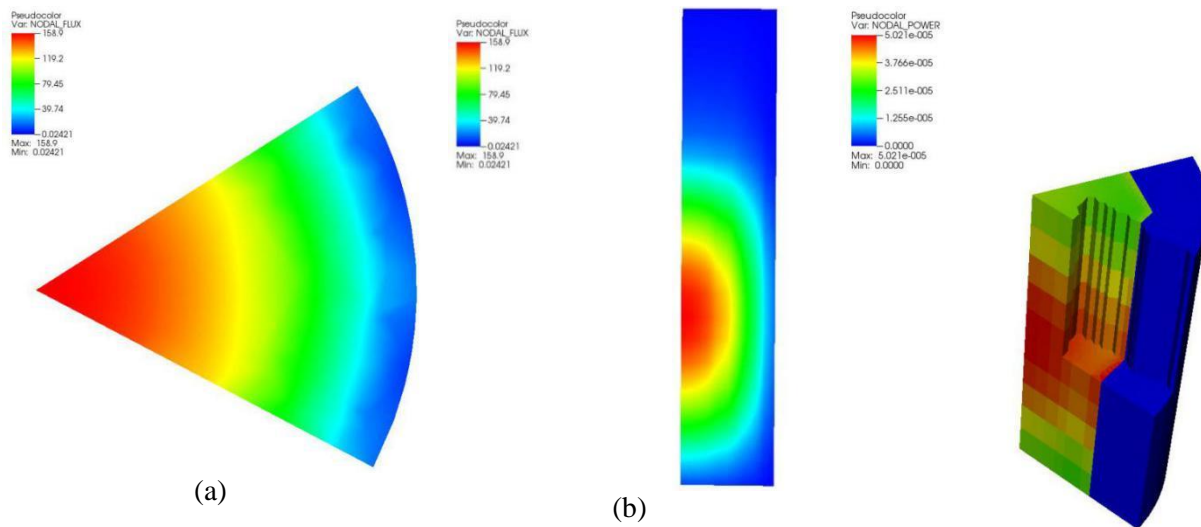 Pseudocolor
Var: NODAL_FLUX
158.9
119.2
79.45
39.74
0.02421
Max: 158.9
Min: 0.02421
Pseudocolor
Var: NODAL_FLUX
158.9
119.2
79.45
39.74
0.02421
Max: 158.9
Min: 0.02421
Pseudocolor
Var: NODAL_POWER
5.021e-005
3.766e-005
2.511e-005
1.255e-005
0.0000
Max: 5.021e-005
Min: 0.0000
(a)
(b)